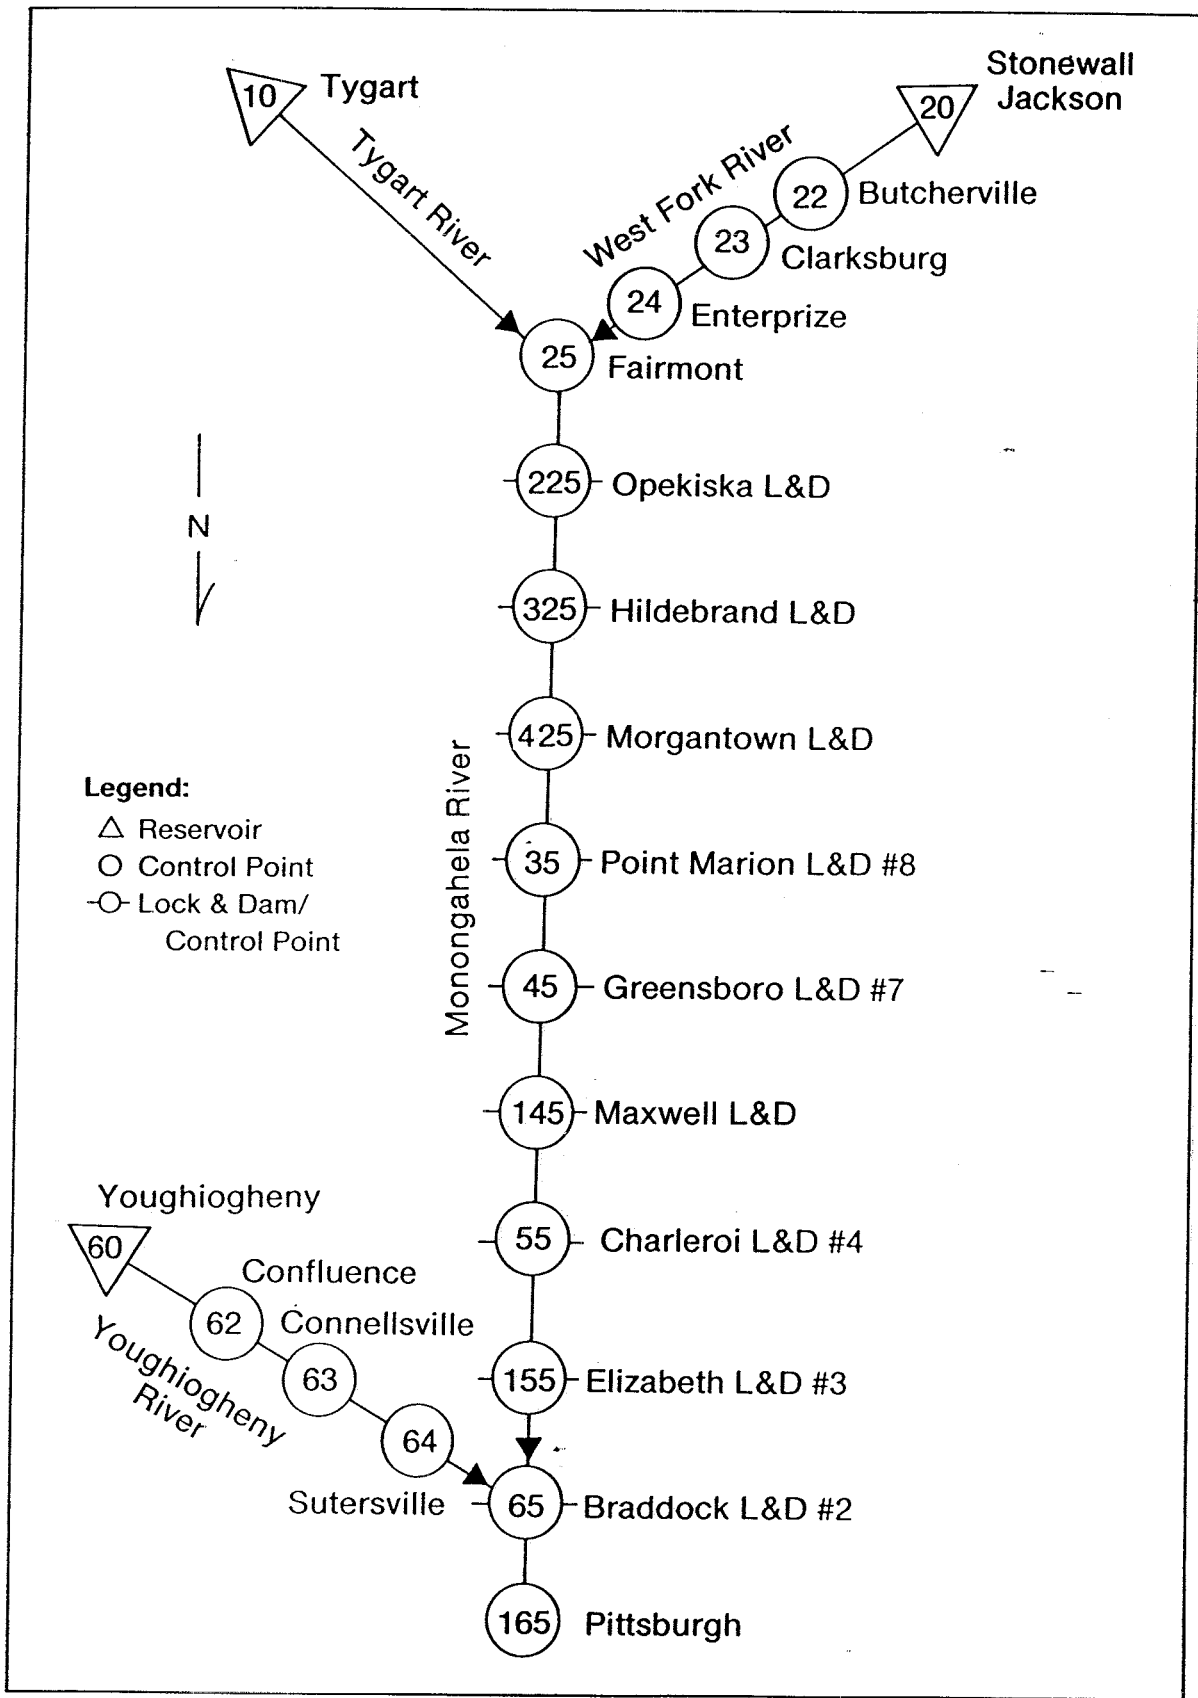 10 Tygart
Tygart River
Stonewall
Jackson
20
West Fork River
22 Butcherville
23 Clarksburg
24 Enterprize
25 Fairmont
225 Opekiska L&D
N
325 Hildebrand L&D
425 Morgantown L&D
Monongahela River
Legend:
Reservoir
Control Point
Lock & Dam/
Control Point
35 Point Marion L&D #8
45 Greensboro L&D #7
145 Maxwell L&D
55 Charleroi L&D #4
Youghiogheny
60
Confluence
62
Connellsville
63
Youghiogheny
River
64
Sutersville
155 Elizabeth L&D #3
65 Braddock L&D #2
165 Pittsburgh